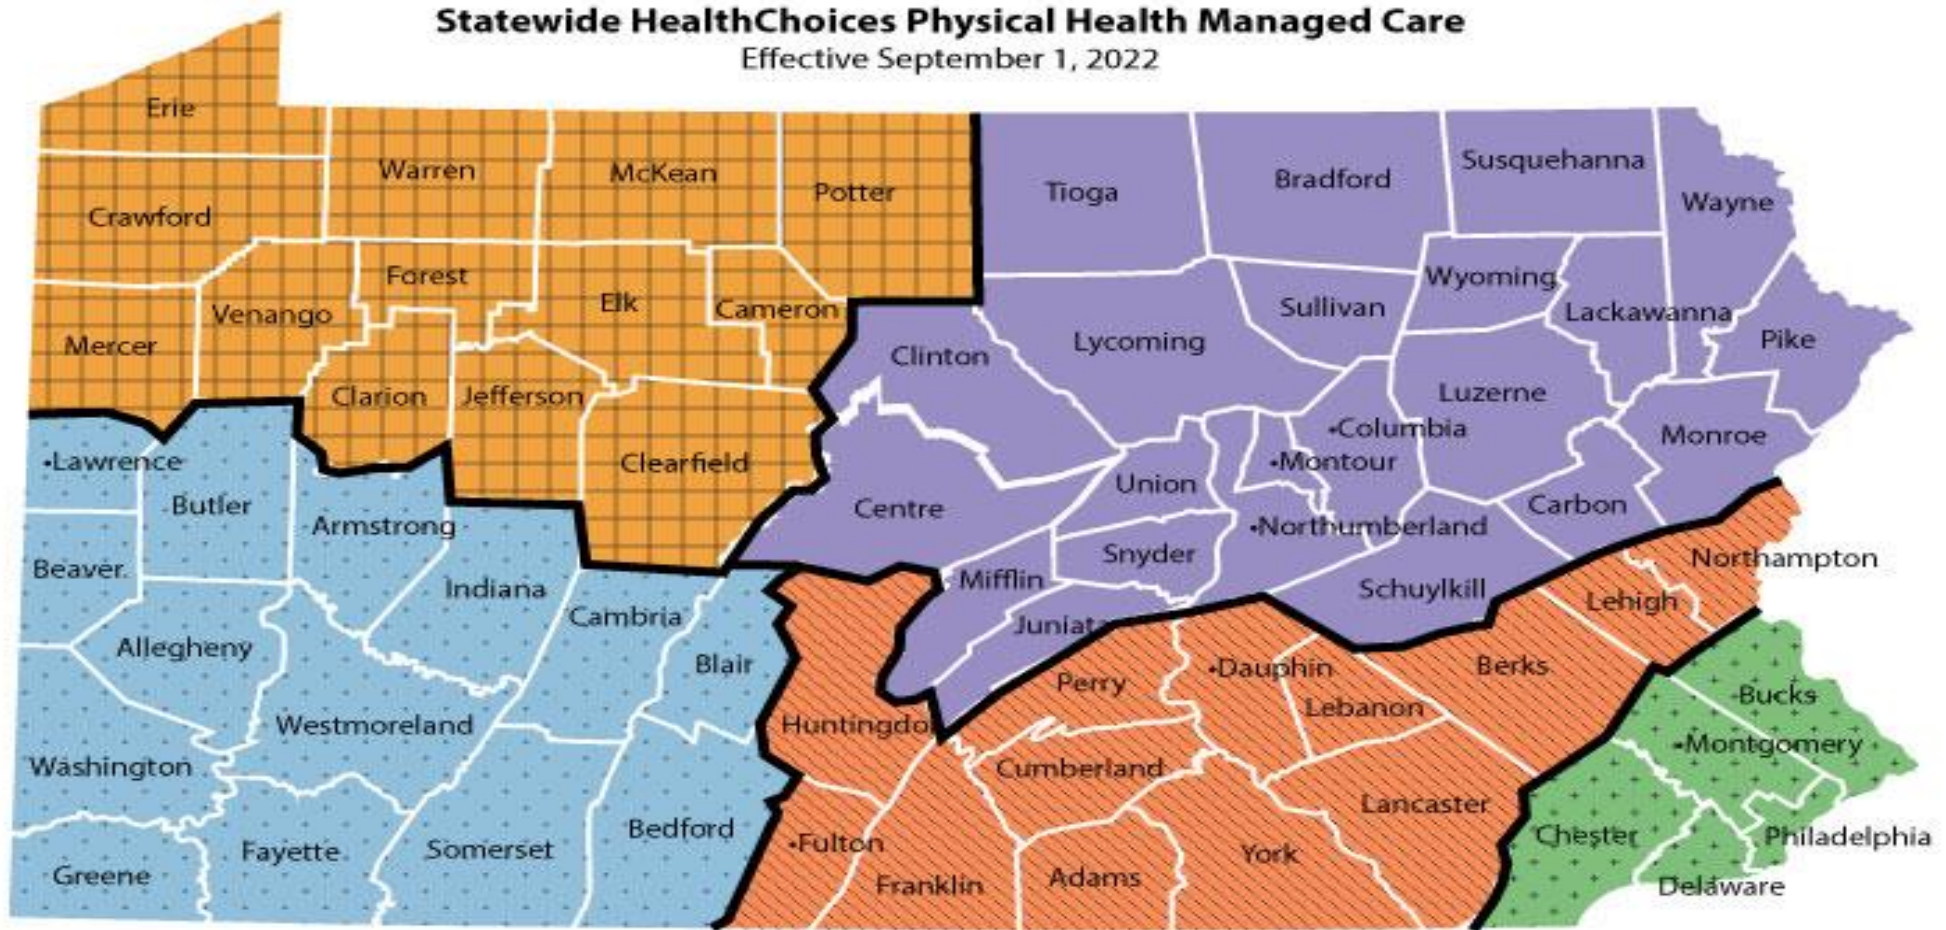 Statewide HealthChoices Physical Health Managed Care
Effective September 1, 2022
Erie
Warren
McKean
Potter
Crawford
Forest
Elk
Cameron
Venango
Mercer
Clarion
Jefferson
Clearfield
Tioga
Bradford
Susquehanna
Wayne
Wyoming
Sullivan
Lackawanna
Pike
Clinton
Lycoming
Luzerne
•Columbia
Monroe
•Montour
Union
Centre
Carbon
•Northumberland
Snyder
Mifflin
Schuylkill
Juniata
•Lawrence
Butler
Armstrong
Beaver.
Indiana
Cambria
Allegheny
Blair
Westmoreland
Washington
Bedford
Somerset
Fayette
Greene
Northampton
Lehigh
Berks
•Dauphin
Perry
Lebanon
Huntingdo
Cumberland
Lancaster
•Fulton
York
Adams
Franklin
Bucks
•Montgomery
Chester
Philadelphia
Delaware